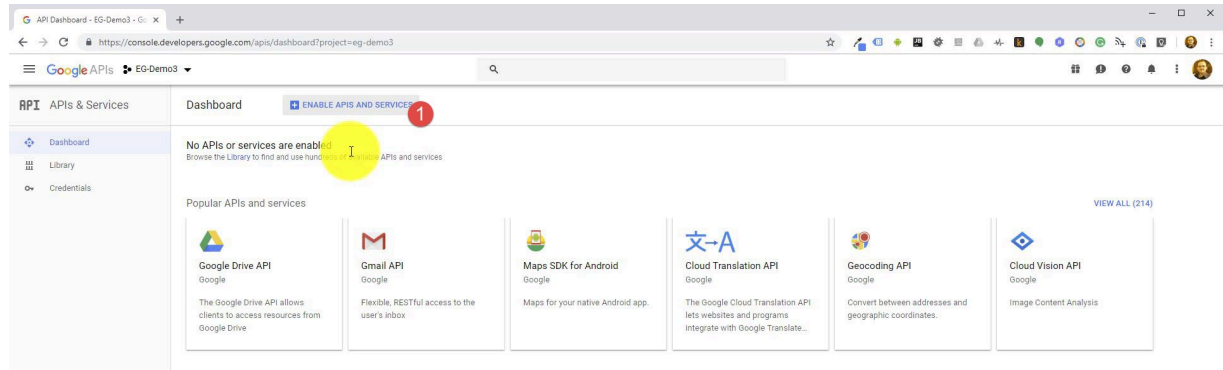 API Dashboard - EG-Demo3 - Go
https://console.developers.google.com/apis/dashboard?project=eg-demo3
Google APIs EG-Demo3
API APIs & Services
Dashboard
ENABLE APIS AND SERVICES
1
Dashboard
Library
Credentials
No APIs or services are enabled
Browse the Library to find and use hundreds of available APIs and services
Popular APIs and services
VIEW ALL (214)
Google Drive API
Google
The Google Drive API allows
clients to access resources from
Google Drive
Gmail API
Google
Flexible, RESTful access to the
user's inbox
Maps SDK for Android
Google
Maps for your native Android app.
文→A
Cloud Translation API
Google
The Google Cloud Translation API
lets websites and programs
integrate with Google Translate...
Geocoding API
Google
Convert between addresses and
geographic coordinates.
Cloud Vision API
Google
Image Content Analysis